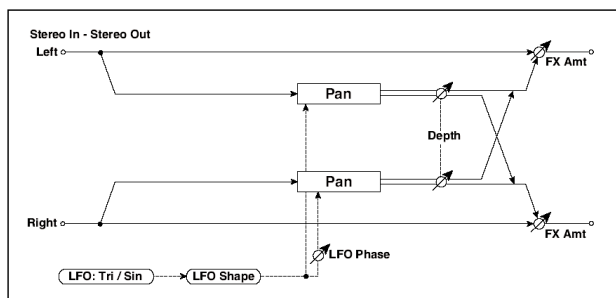 Stereo In - Stereo Out
Left
FX Amt
Pan
Depth
Pan
Right
FX Amt
LFO Phase
LFO: Tri / Sin
LFO Shape